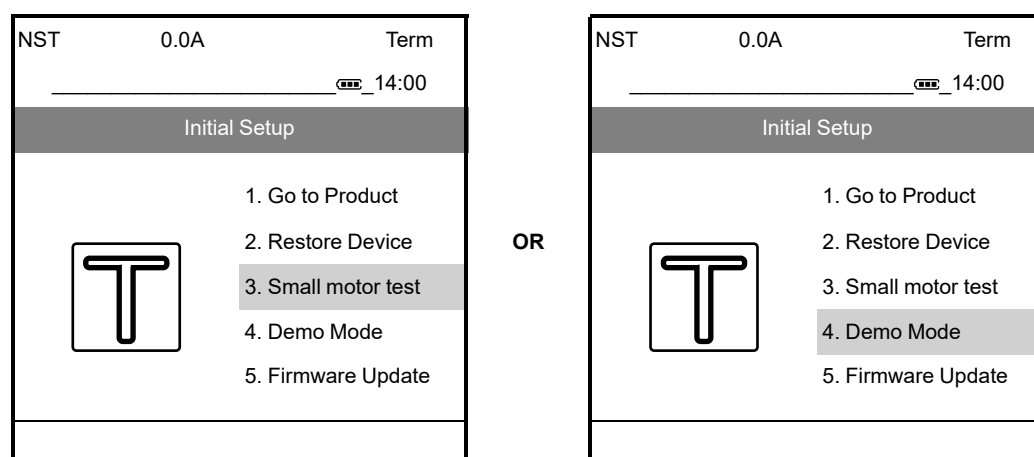 NST 0.0A Term
14:00
Initial Setup
1. Go to Product
2. Restore Device
3. Small motor test
4. Demo Mode
5. Firmware Update
OR
NST 0.0A Term
14:00
Initial Setup
1. Go to Product
2. Restore Device
3. Small motor test
4. Demo Mode
5. Firmware Update